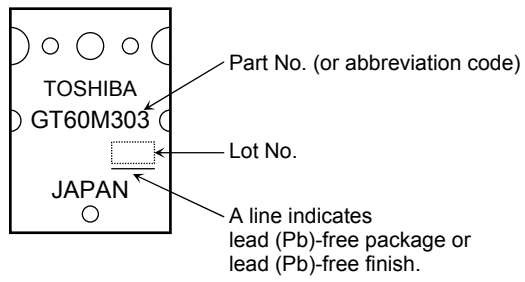 TOSHIBA
GT60M303
JAPAN
Part No. (or abbreviation code)
Lot No.
A line indicates
lead (Pb)-free package or
lead (Pb)-free finish.